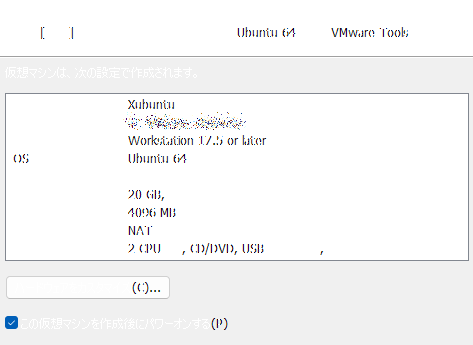 [ ] Ubuntu 64 VMware Tools
仮想マシンは、次の設定で作成されます。
Xubuntu
Workstation 17.5 or later
OS Ubuntu 64
20 GB,
4096 MB
NAT
2 CPU , CD/DVD, USB ,
(C)...
この仮想マシンを作成後にパワーオンする(P)